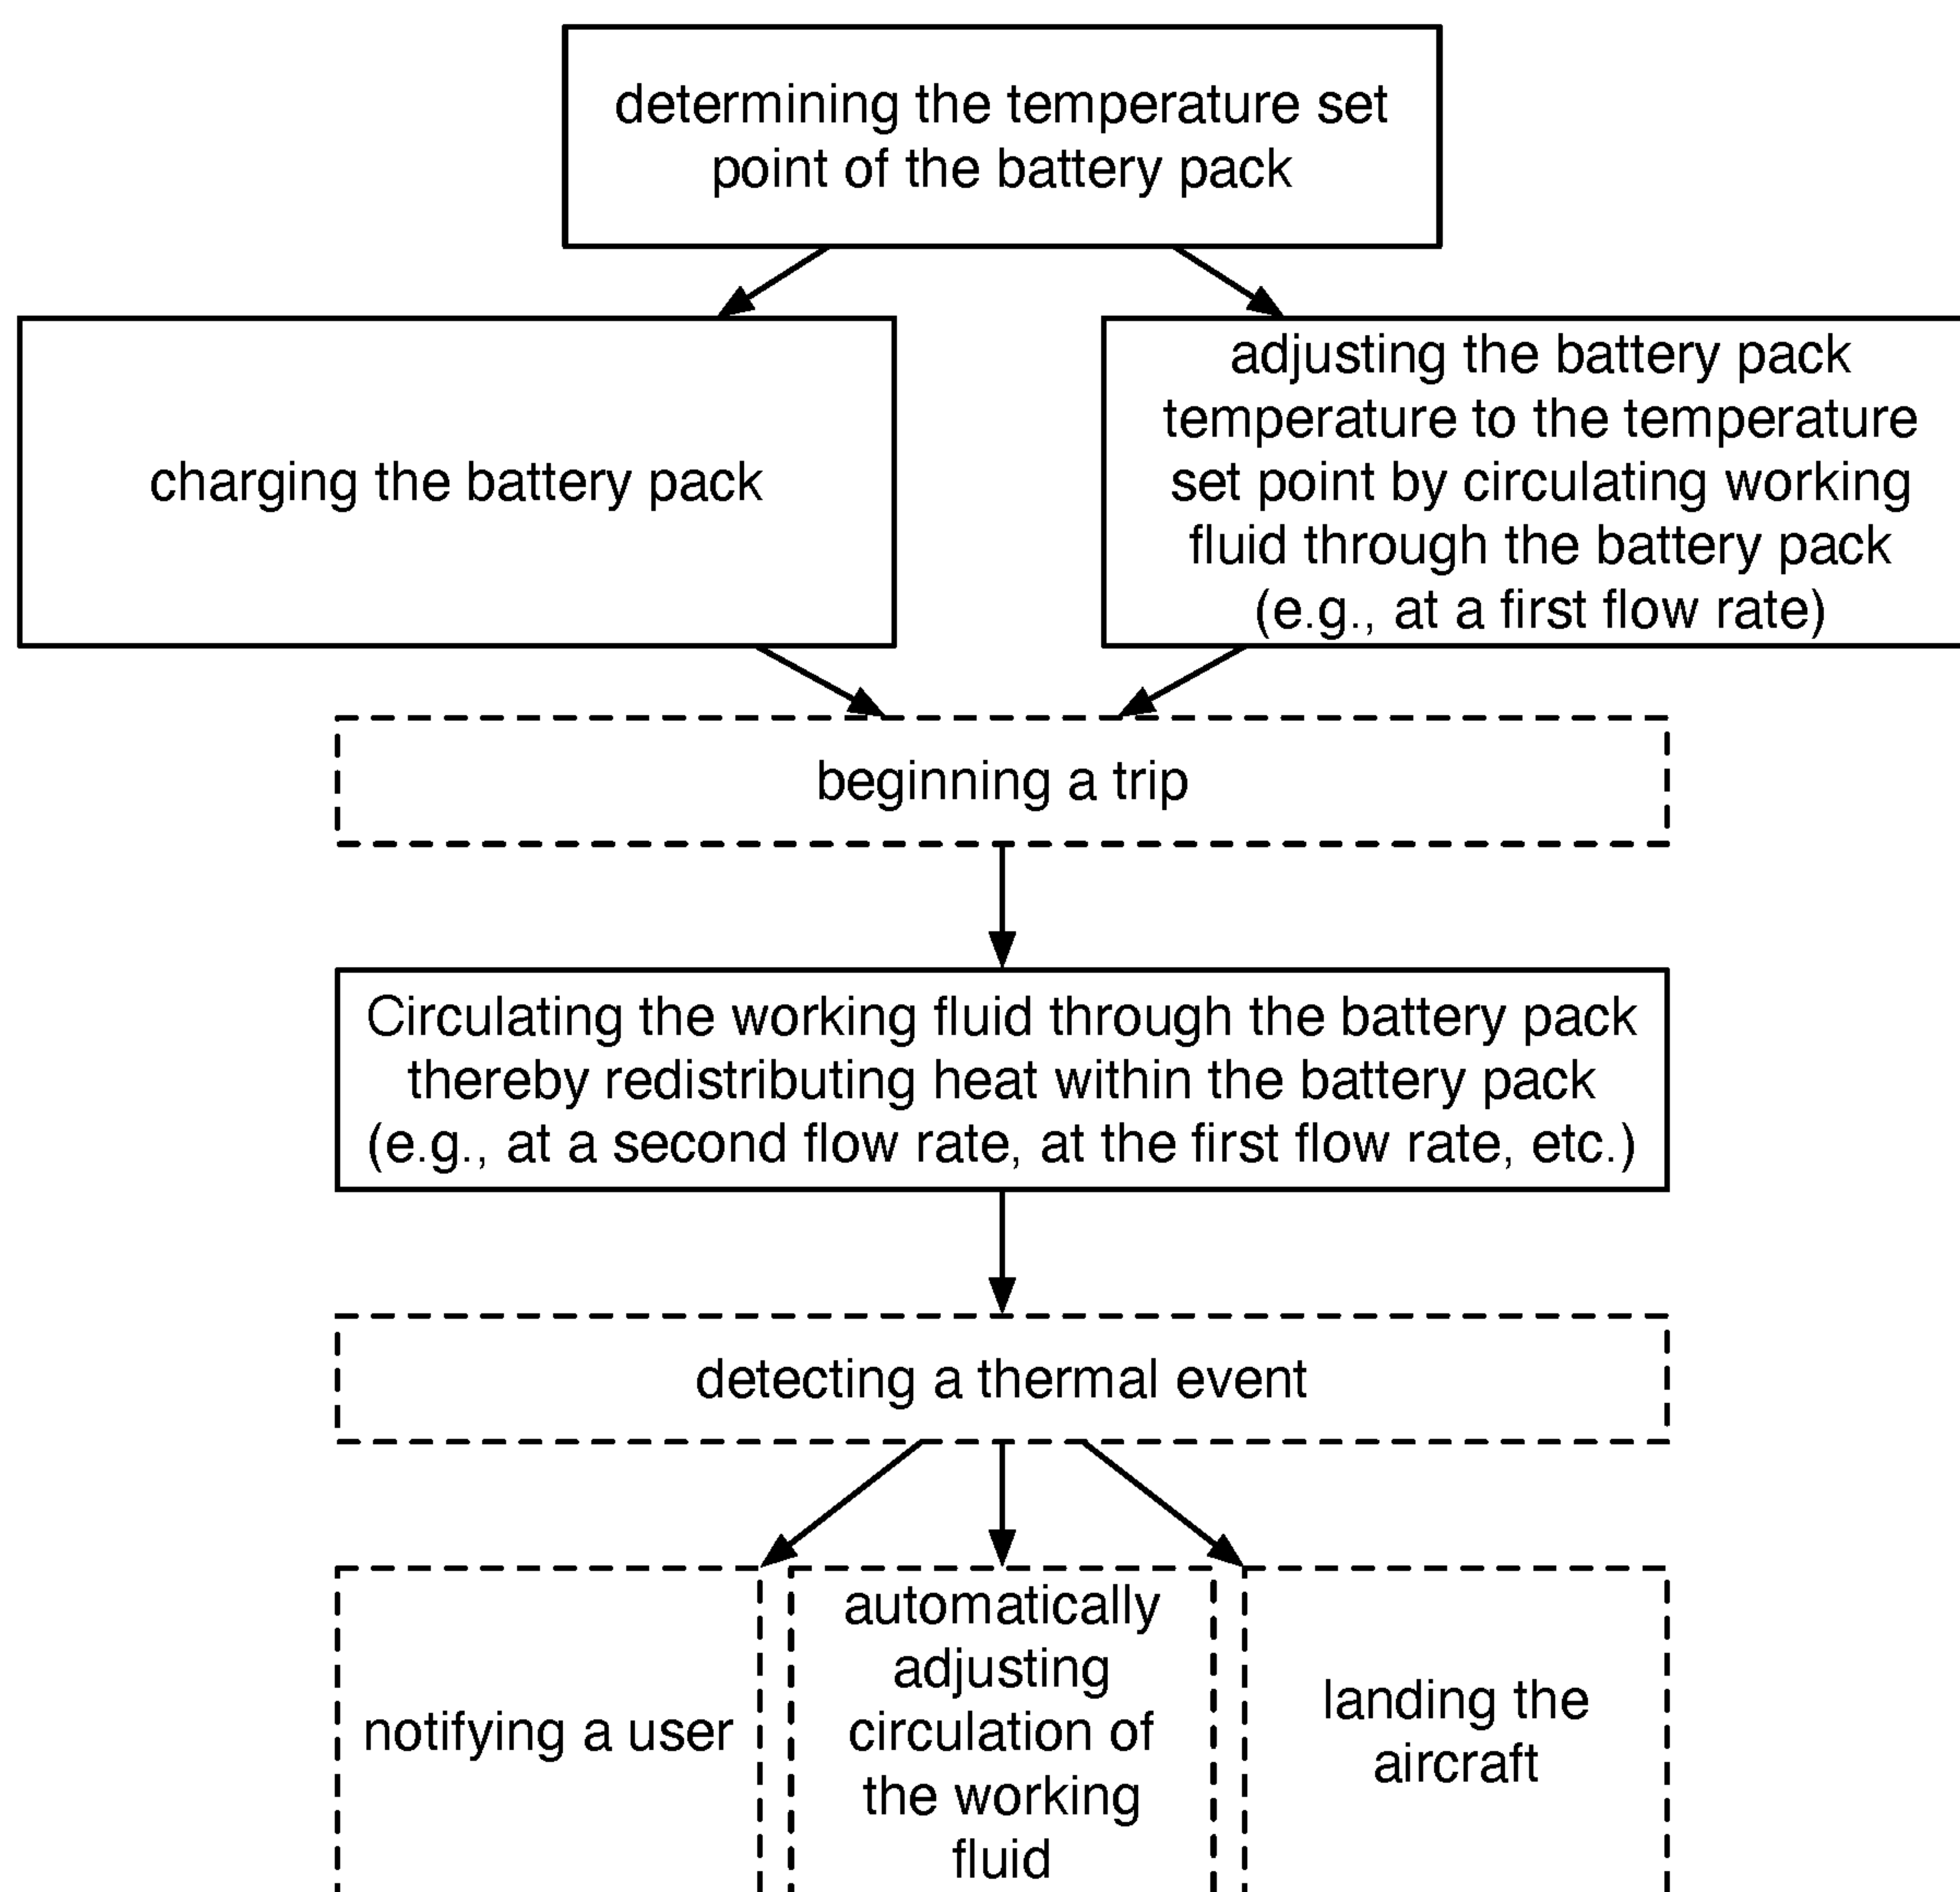 determining the temperature set
point of the battery pack
charging the battery pack
adjusting the battery pack
temperature to the temperature
set point by circulating working
fluid through the battery pack
(e.g., at a first flow rate)
beginning a trip
Circulating the working fluid through the battery pack
thereby redistributing heat within the battery pack
(e.g., at a second flow rate, at the first flow rate, etc.)
detecting a thermal event
notifying a user
automatically
adjusting
circulation of
the working
fluid
landing the
aircraft